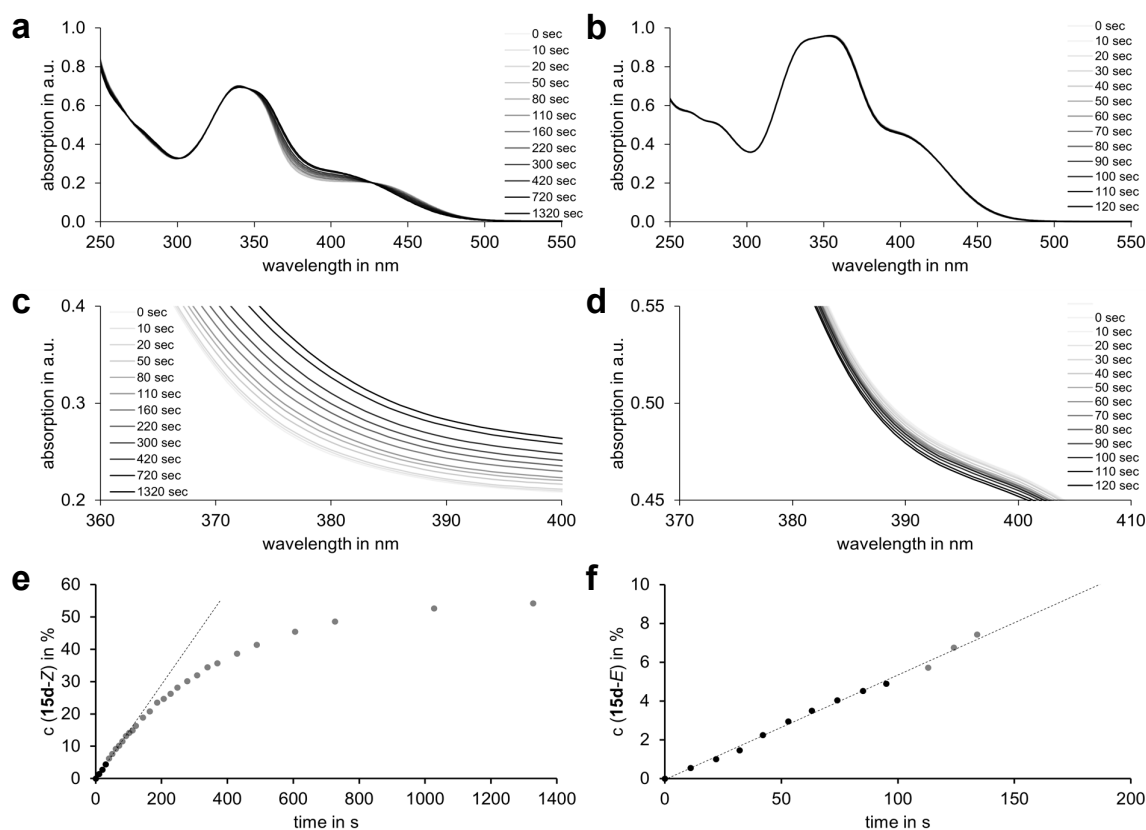 a
absorption in a.u.
1.0
0.8
0.6
0.4
0.2
0.0
250 300 350 400 450 500 550
wavelength in nm
0 sec
10 sec
20 sec
50 sec
80 sec
110 sec
160 sec
220 sec
300 sec
420 sec
720 sec
1320 sec
b
absorption in a.u.
1.0
0.8
0.6
0.4
0.2
0.0
250 300 350 400 450 500 550
wavelength in nm
0 sec
10 sec
20 sec
30 sec
40 sec
50 sec
60 sec
70 sec
80 sec
90 sec
100 sec
110 sec
120 sec
c
absorption in a.u.
0.4
0.3
0.2
360 370 380 390 400
wavelength in nm
0 sec
10 sec
20 sec
50 sec
80 sec
110 sec
160 sec
220 sec
300 sec
420 sec
720 sec
1320 sec
d
absorption in a.u.
0.55
0.50
0.45
370 380 390 400 410
wavelength in nm
0 sec
10 sec
20 sec
30 sec
40 sec
50 sec
60 sec
70 sec
80 sec
90 sec
100 sec
110 sec
120 sec
e
c (15d-Z) in %
60
50
40
30
20
10
0
0 200 400 600 800 1000 1200 1400
time in s
f
c (15d-E) in %
10
8
6
4
2
0
0 50 100 150 200
time in s